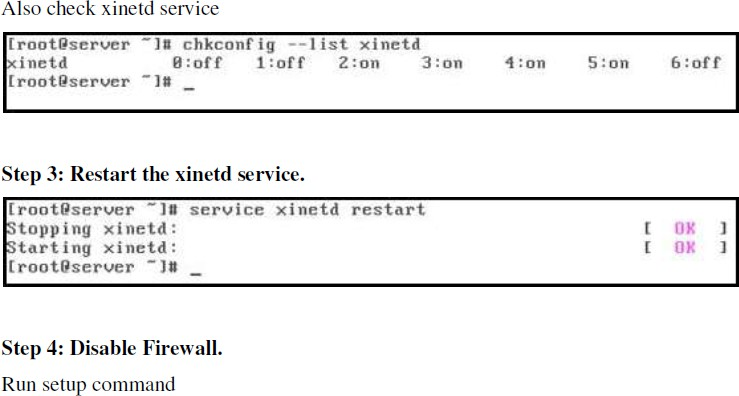 Also check xinetd service
[root@server ~]# chkconfig --list xinetd
xinetd 0:off 1:off 2:on 3:on 4:on 5:on 6:off
[root@server ~]# _
Step 3: Restart the xinetd service.
[root@server ~]# service xinetd restart
Stopping xinetd: [ OK ]
Starting xinetd: [ OK ]
[root@server ~]# _
Step 4: Disable Firewall.
Run setup command